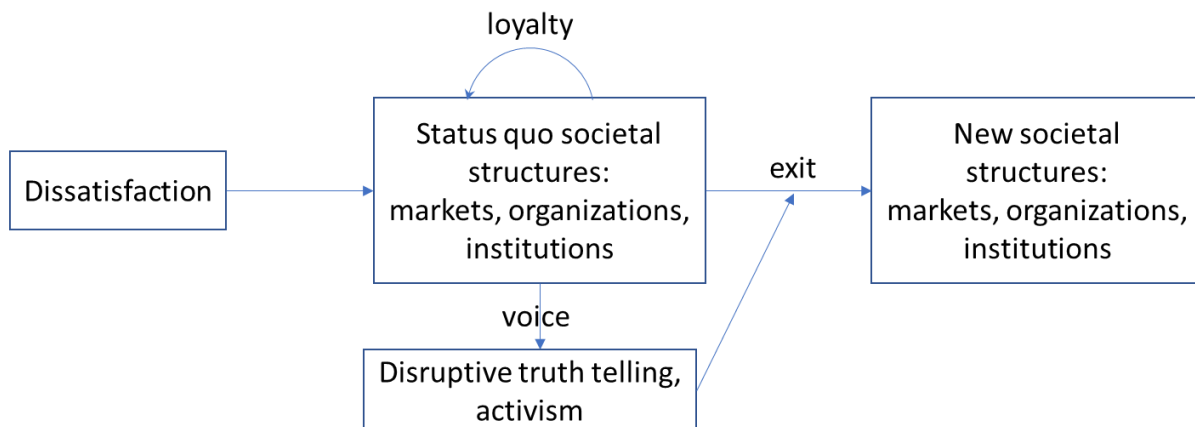 loyalty
Dissatisfaction
Status quo societal
structures:
markets, organizations,
institutions
exit
New societal
structures:
markets, organizations,
institutions
voice
Disruptive truth telling,
activism